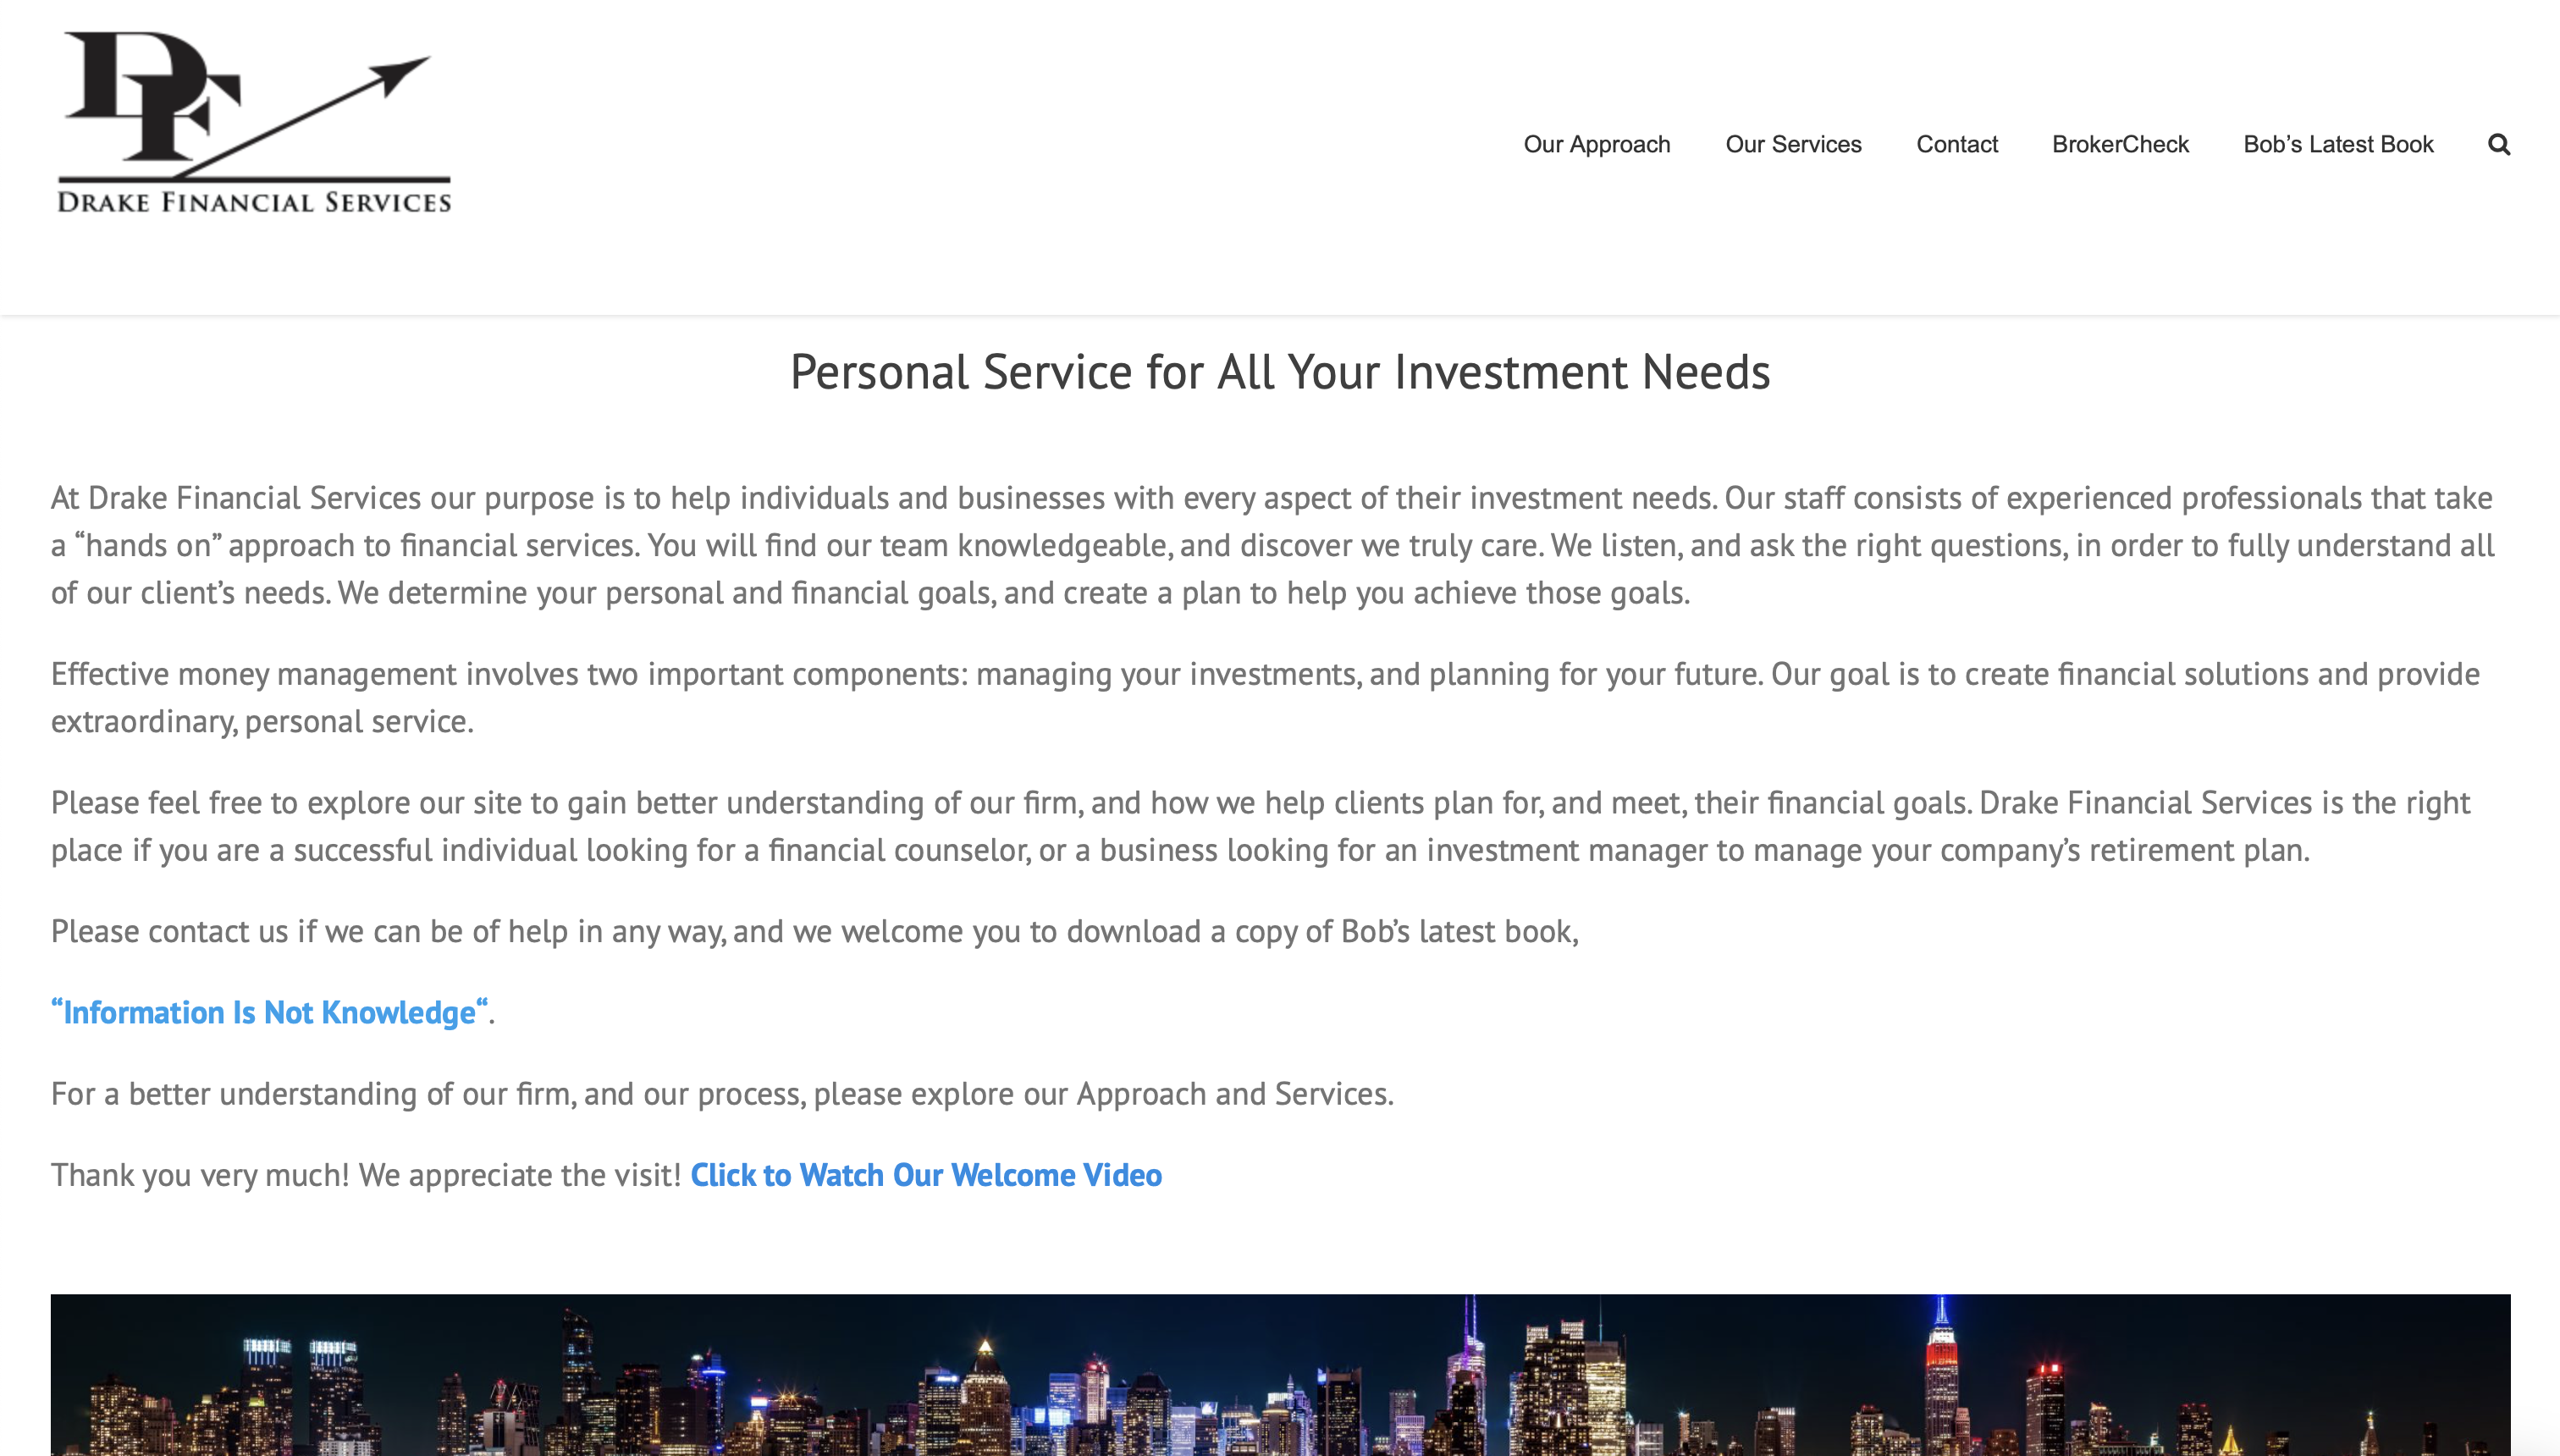 DF
DRAKE FINANCIAL SERVICES
Our Approach Our Services Contact BrokerCheck Bob’s Latest Book
Personal Service for All Your Investment Needs
At Drake Financial Services our purpose is to help individuals and businesses with every aspect of their investment needs. Our staff consists of experienced professionals that take
a “hands on” approach to financial services. You will find our team knowledgeable, and discover we truly care. We listen, and ask the right questions, in order to fully understand all
of our client’s needs. We determine your personal and financial goals, and create a plan to help you achieve those goals.
Effective money management involves two important components: managing your investments, and planning for your future. Our goal is to create financial solutions and provide
extraordinary, personal service.
Please feel free to explore our site to gain better understanding of our firm, and how we help clients plan for, and meet, their financial goals. Drake Financial Services is the right
place if you are a successful individual looking for a financial counselor, or a business looking for an investment manager to manage your company’s retirement plan.
Please contact us if we can be of help in any way, and we welcome you to download a copy of Bob’s latest book,
“Information Is Not Knowledge“.
For a better understanding of our firm, and our process, please explore our Approach and Services.
Thank you very much! We appreciate the visit! Click to Watch Our Welcome Video